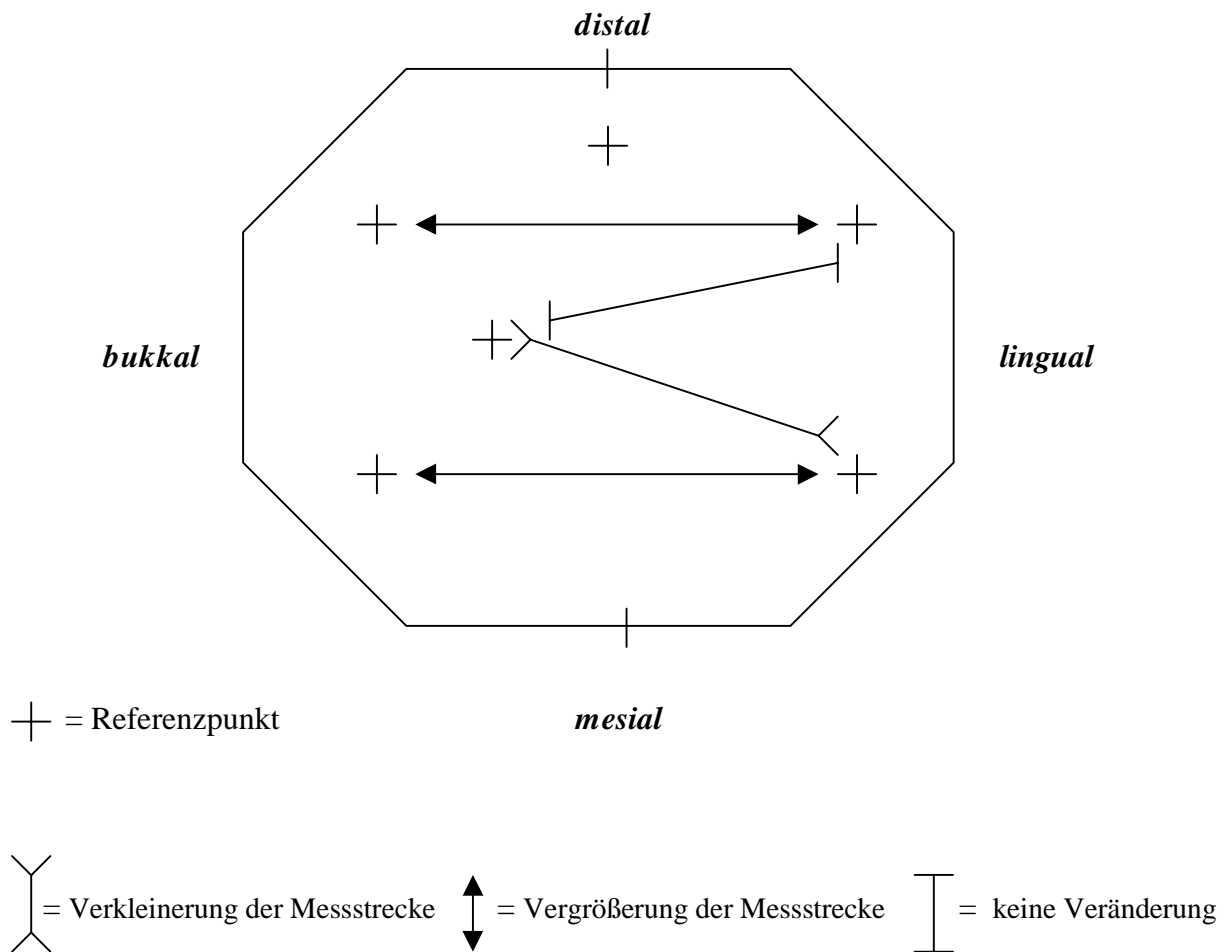 distal
bukkal
lingual
= Referenzpunkt
mesial
= Verkleinerung der Messstrecke
= Vergrößerung der Messstrecke
= keine Veränderung